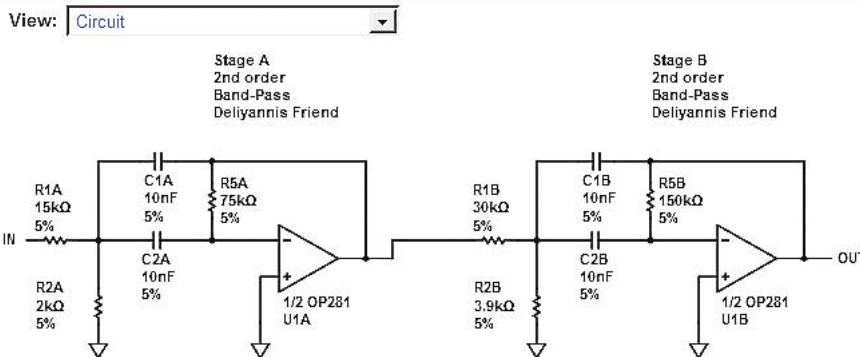 View: Circuit
Stage A
2nd order
Band-Pass
Deliyannis Friend
Stage B
2nd order
Band-Pass
Deliyannis Friend
R1A
15kΩ
5%
C1A
10nF
5%
R5A
75kΩ
5%
IN
C2A
10nF
5%
R2A
2kΩ
5%
−
+
1/2 OP281
U1A
R1B
30kΩ
5%
C1B
10nF
5%
R5B
150kΩ
5%
C2B
10nF
5%
R2B
3.9kΩ
5%
−
+
1/2 OP281
U1B
OUT